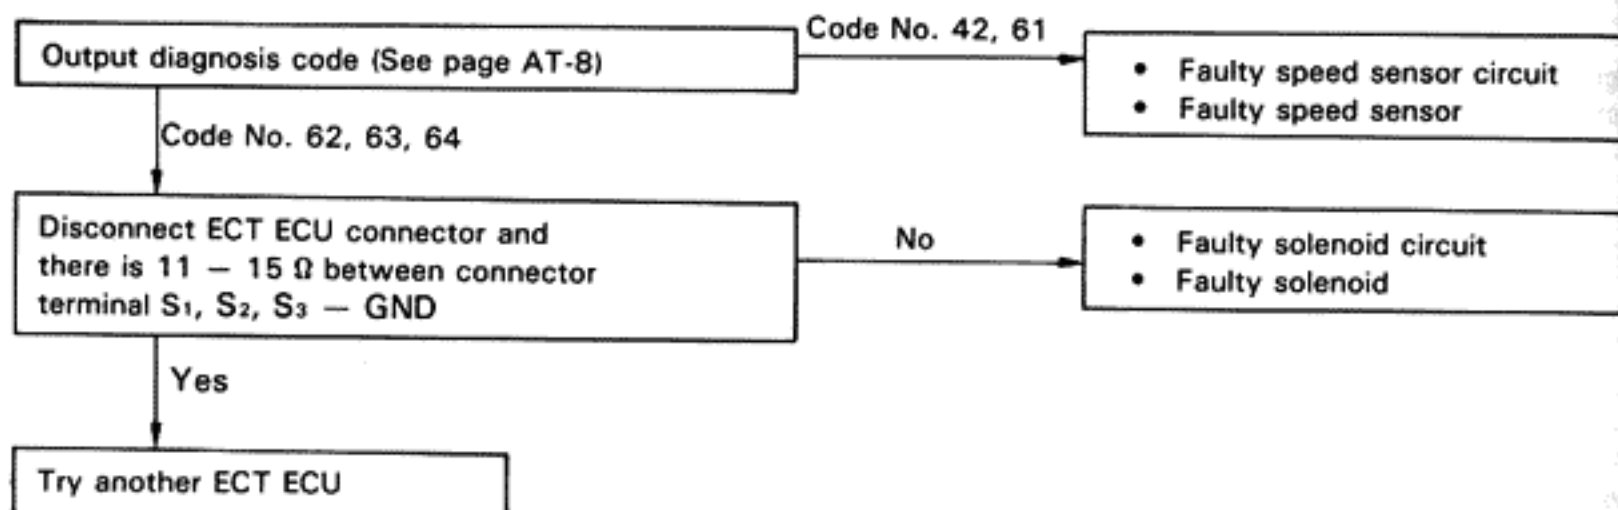 Code No. 42, 61
Output diagnosis code (See page AT-8)
• Faulty speed sensor circuit
• Faulty speed sensor
Code No. 62, 63, 64
Disconnect ECT ECU connector and
there is 11 – 15 Ω between connector
terminal S₁, S₂, S₃ – GND
No
• Faulty solenoid circuit
• Faulty solenoid
Yes
Try another ECT ECU